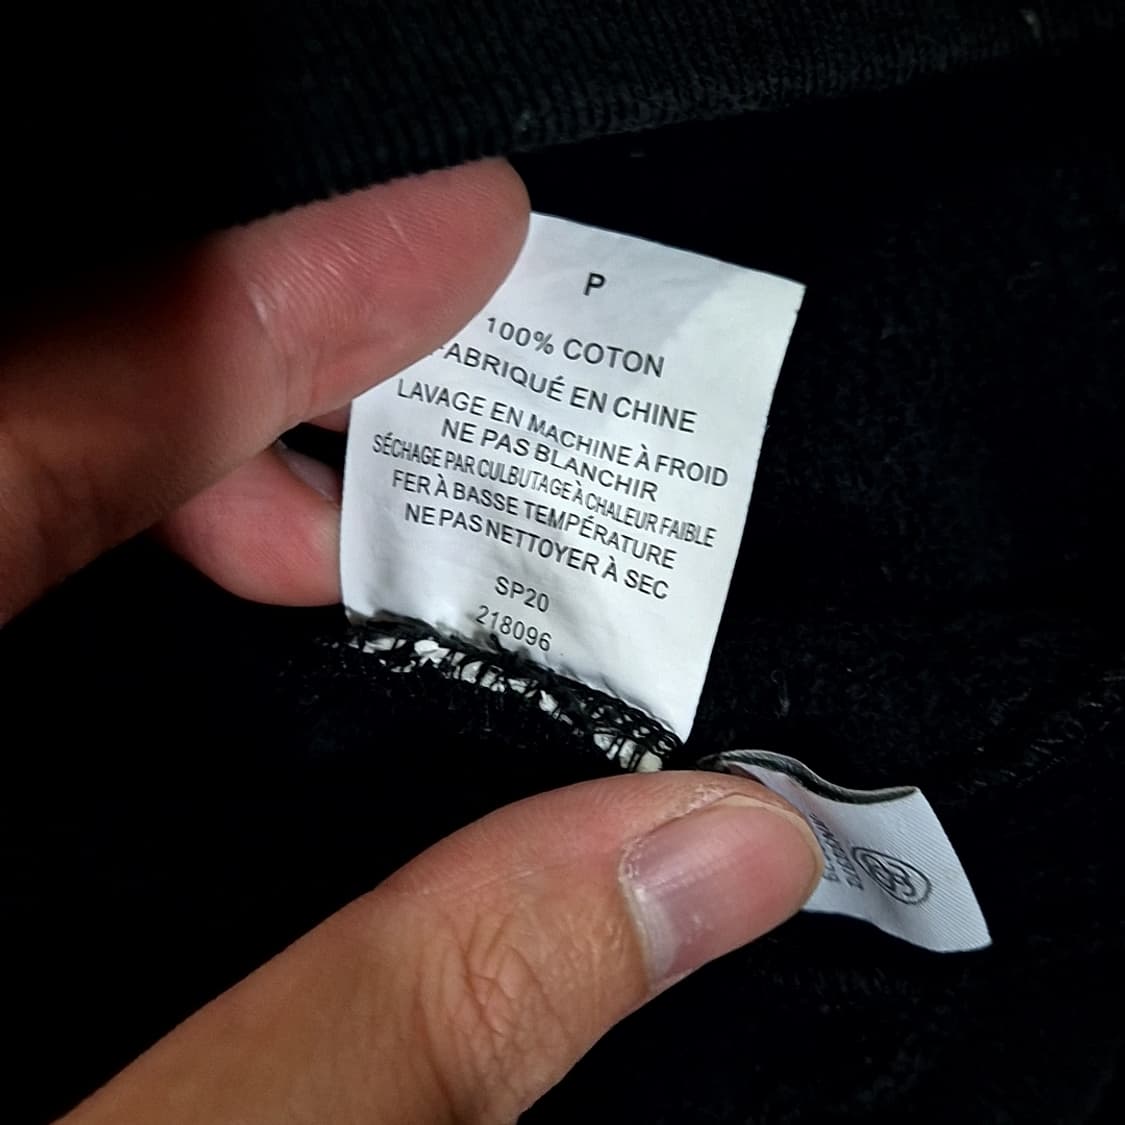 P
100% COTON
FABRIQUÉ EN CHINE
LAVAGE EN MACHINE À FROID
NE PAS BLANCHIR
SÉCHAGE PAR CULBUTAGE À CHALEUR FAIBLE
FER À BASSE TEMPÉRATURE
NE PAS NETTOYER À SEC
SP20
218096